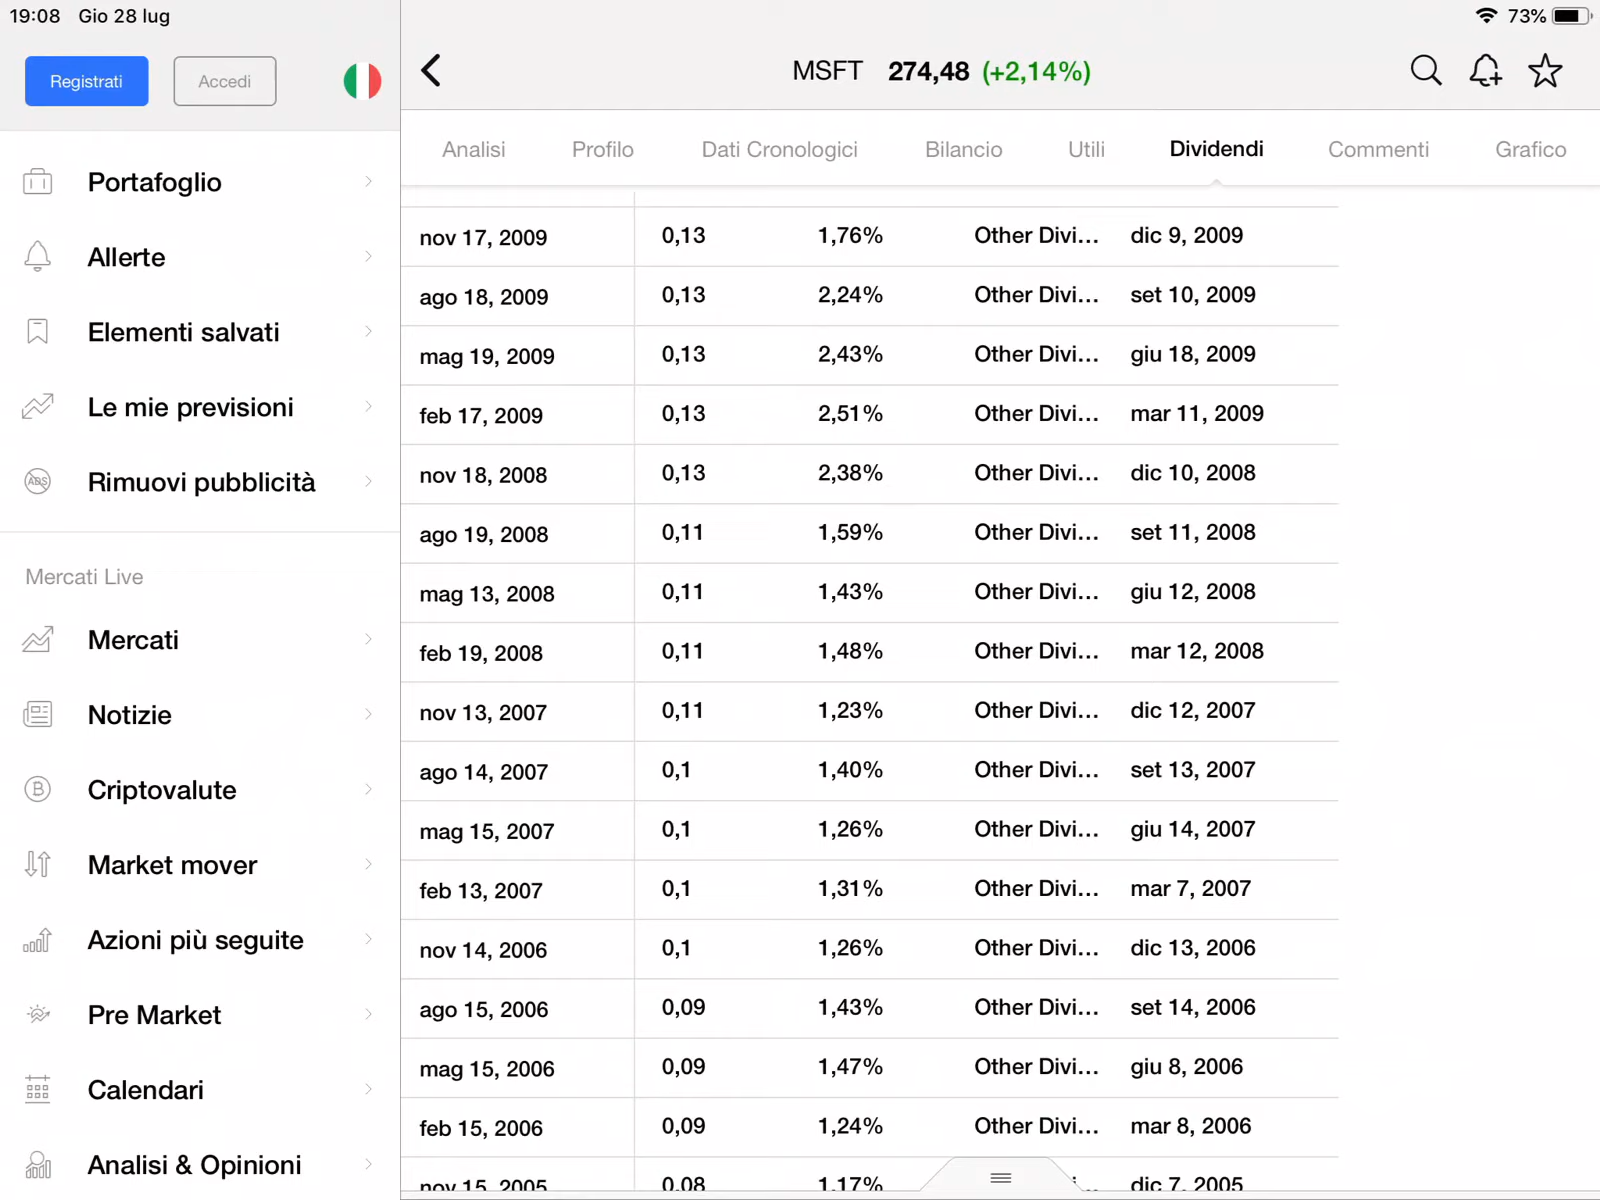 19:08 Gio 28 lug
73%
Registrati Accedi
MSFT 274,48 (+2,14%)
Analisi Profilo Dati Cronologici Bilancio Utili Dividendi Commenti Grafico
Portafoglio
Allerte
Elementi salvati
Le mie previsioni
ADS Rimuovi pubblicità
Mercati Live
Mercati
Notizie
Criptovalute
Market mover
Azioni più seguite
Pre Market
Calendari
Analisi & Opinioni
nov 17, 2009 0,13 1,76% Other Divi... dic 9, 2009
ago 18, 2009 0,13 2,24% Other Divi... set 10, 2009
mag 19, 2009 0,13 2,43% Other Divi... giu 18, 2009
feb 17, 2009 0,13 2,51% Other Divi... mar 11, 2009
nov 18, 2008 0,13 2,38% Other Divi... dic 10, 2008
ago 19, 2008 0,11 1,59% Other Divi... set 11, 2008
mag 13, 2008 0,11 1,43% Other Divi... giu 12, 2008
feb 19, 2008 0,11 1,48% Other Divi... mar 12, 2008
nov 13, 2007 0,11 1,23% Other Divi... dic 12, 2007
ago 14, 2007 0,1 1,40% Other Divi... set 13, 2007
mag 15, 2007 0,1 1,26% Other Divi... giu 14, 2007
feb 13, 2007 0,1 1,31% Other Divi... mar 7, 2007
nov 14, 2006 0,1 1,26% Other Divi... dic 13, 2006
ago 15, 2006 0,09 1,43% Other Divi... set 14, 2006
mag 15, 2006 0,09 1,47% Other Divi... giu 8, 2006
feb 15, 2006 0,09 1,24% Other Divi... mar 8, 2006
nov 15, 2005 0,08 1,17% dic 7, 2005